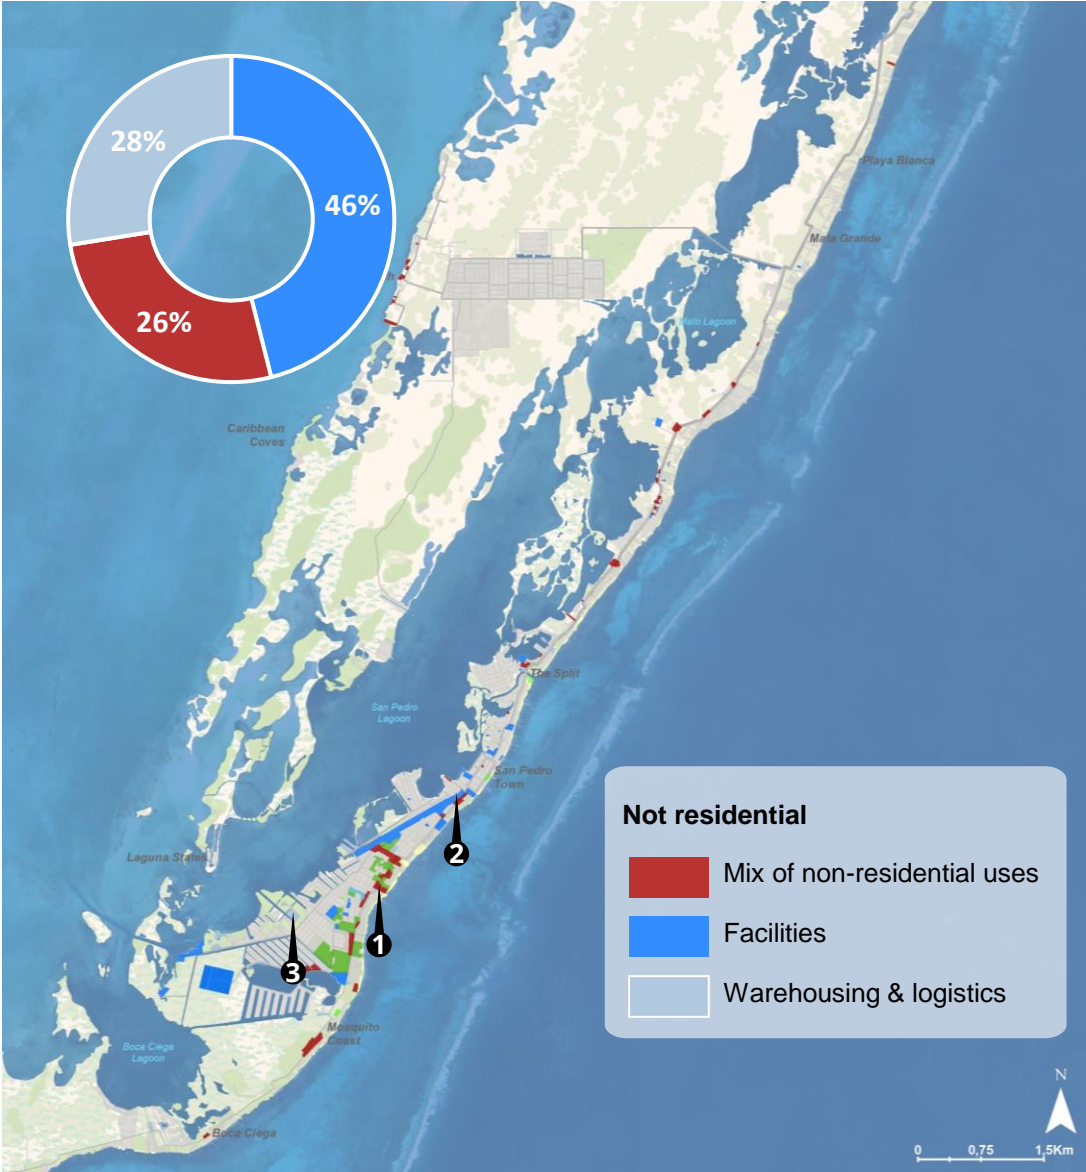 28%
46%
26%
Playa Blanca
Mata Grande
Mato Lagoon
Caribbean
Coves
The Split
San Pedro
Lagoon
San Pedro
Town
Laguna States
2
1
3
Mosquito
Coast
Boca Ciega
Lagoon
Boca Ciega
Not residential
Mix of non-residential uses
Facilities
Warehousing & logistics
N
0
0,75
1,5Km